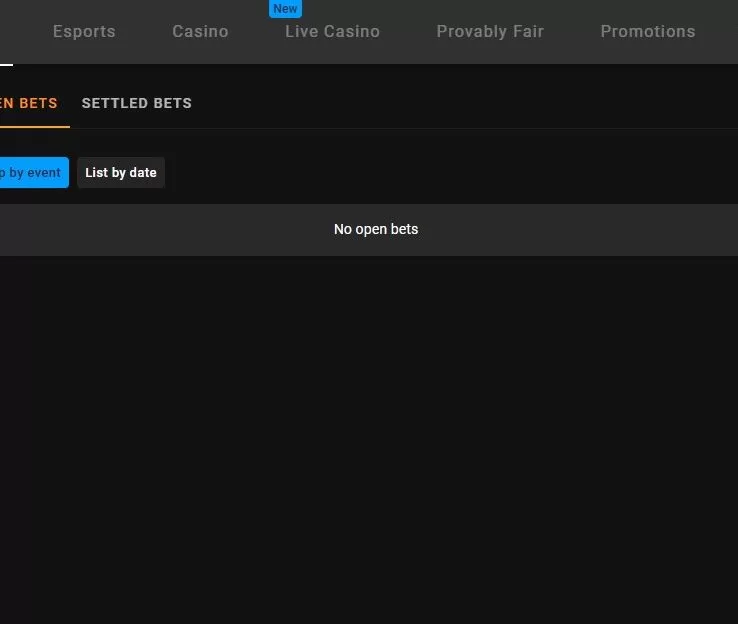 New
Esports Casino Live Casino Provably Fair Promotions
EN BETS SETTLED BETS
p by event List by date
No open bets